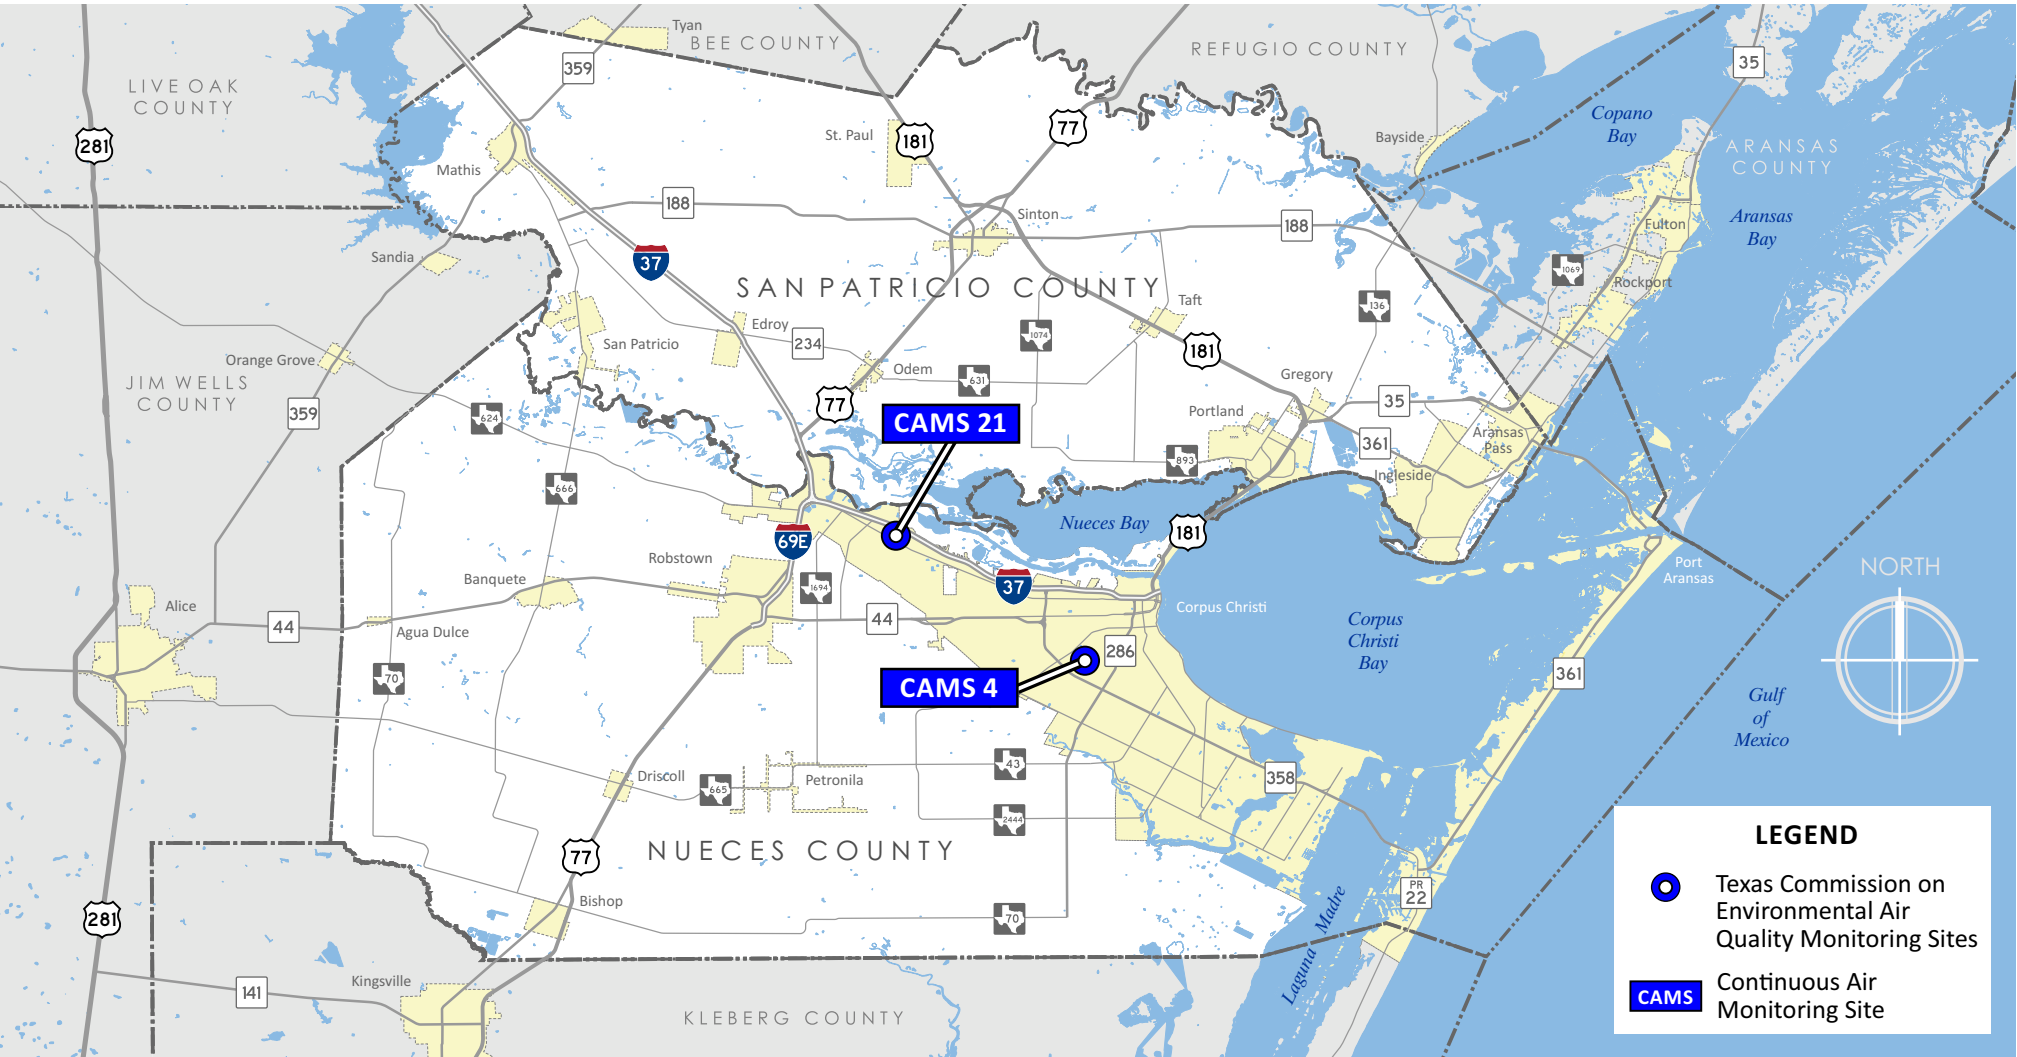 Tyan
BEE COUNTY
REFUGIO COUNTY
35
359
LIVE OAK
COUNTY
281
St. Paul
181
77
Bayside
Copano
Bay
ARANSAS
COUNTY
Mathis
188
Sinton
188
Aransas
Bay
Fulton
Sandia
37
1069
Rockport
SAN PATRICIO COUNTY
Taft
136
Edroy
234
1074
San Patricio
181
Orange Grove
JIM WELLS
COUNTY
Odem
631
Gregory
359
624
77
35
Portland
CAMS 21
361
Aransas
Pass
893
Ingleside
666
Nueces Bay
181
69E
Robstown
Banquete
1694
37
Port
Aransas
NORTH
Alice
44
Agua Dulce
44
Corpus Christi
Corpus
Christi
Bay
286
70
CAMS 4
361
Gulf
of
Mexico
43
Driscoll
665
Petronila
358
2444
77
NUECES COUNTY
PR
22
281
Bishop
70
Laguna Madre
Kingsville
141
KLEBERG COUNTY
LEGEND
Texas Commission on
Environmental Air
Quality Monitoring Sites
CAMS
Continuous Air
Monitoring Site